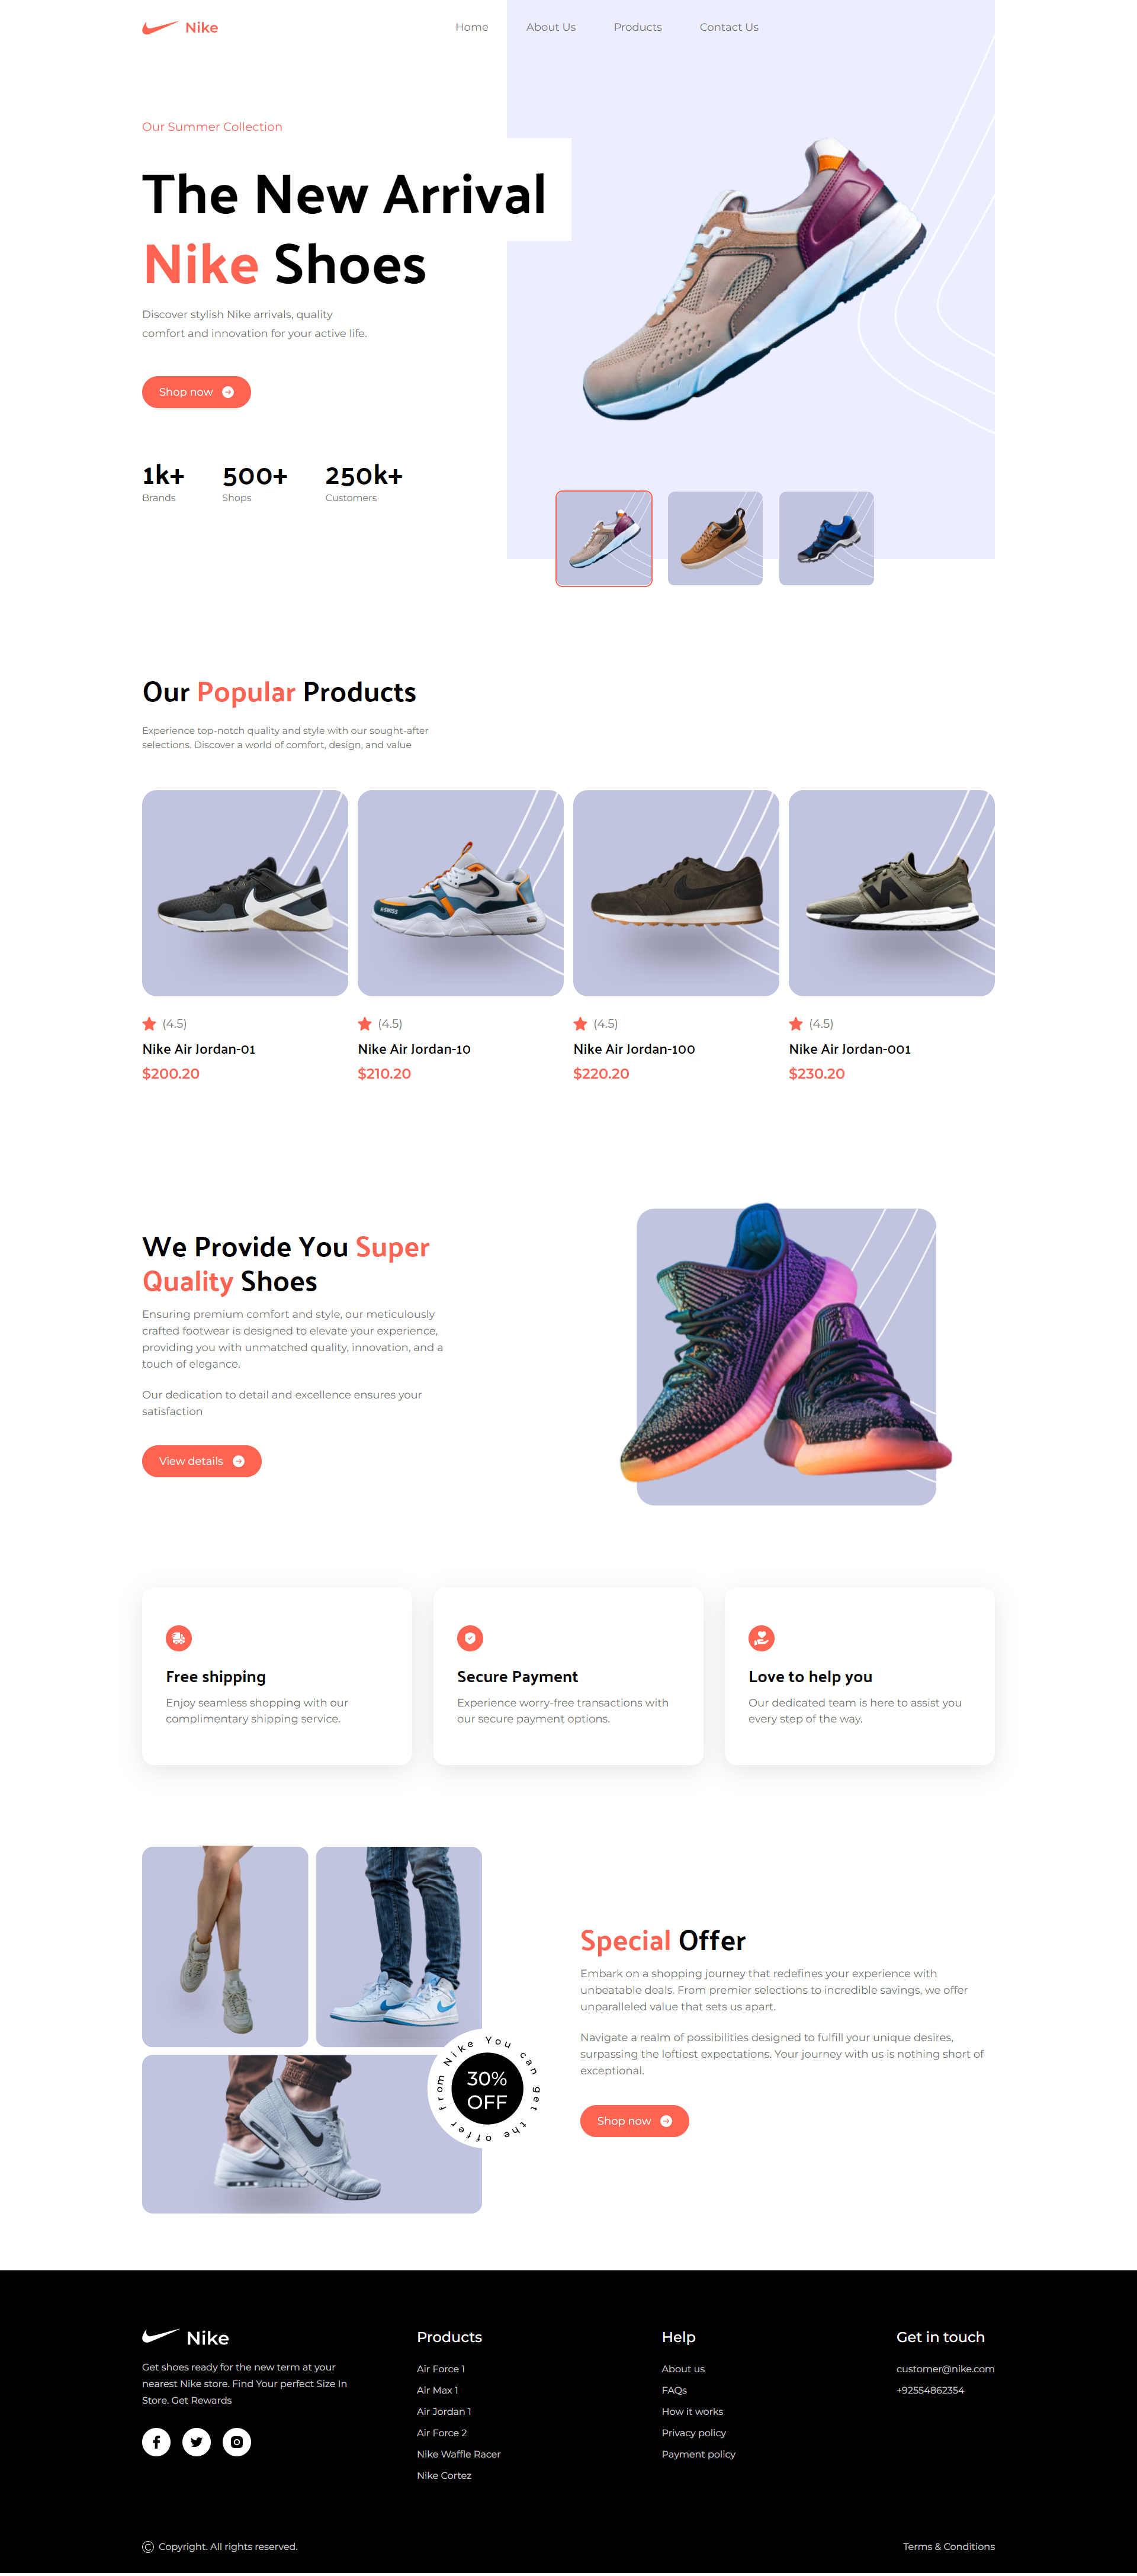 Nike
Home
About Us
Products
Contact Us
Our Summer Collection
The New Arrival
Nike Shoes
Discover stylish Nike arrivals, quality
comfort and innovation for your active life.
Shop now
1k+
500+
250k+
Brands
Shops
Customers
Our Popular Products
Experience top-notch quality and style with our sought-after
selections. Discover a world of comfort, design, and value
K·SWISS
(4.5)
Nike Air Jordan-01
$200.20
(4.5)
Nike Air Jordan-10
$210.20
(4.5)
Nike Air Jordan-100
$220.20
(4.5)
Nike Air Jordan-001
$230.20
We Provide You Super
Quality Shoes
Ensuring premium comfort and style, our meticulously
crafted footwear is designed to elevate your experience,
providing you with unmatched quality, innovation, and a
touch of elegance.
Our dedication to detail and excellence ensures your
satisfaction
View details
Free shipping
Enjoy seamless shopping with our
complimentary shipping service.
Secure Payment
Experience worry-free transactions with
our secure payment options.
Love to help you
Our dedicated team is here to assist you
every step of the way.
You can get the offer from Nike
30%
OFF
Special Offer
Embark on a shopping journey that redefines your experience with
unbeatable deals. From premier selections to incredible savings, we offer
unparalleled value that sets us apart.
Navigate a realm of possibilities designed to fulfill your unique desires,
surpassing the loftiest expectations. Your journey with us is nothing short of
exceptional.
Shop now
Nike
Get shoes ready for the new term at your
nearest Nike store. Find Your perfect Size In
Store. Get Rewards
Products
Air Force 1
Air Max 1
Air Jordan 1
Air Force 2
Nike Waffle Racer
Nike Cortez
Help
About us
FAQs
How it works
Privacy policy
Payment policy
Get in touch
customer@nike.com
+92554862354
© Copyright. All rights reserved.
Terms & Conditions